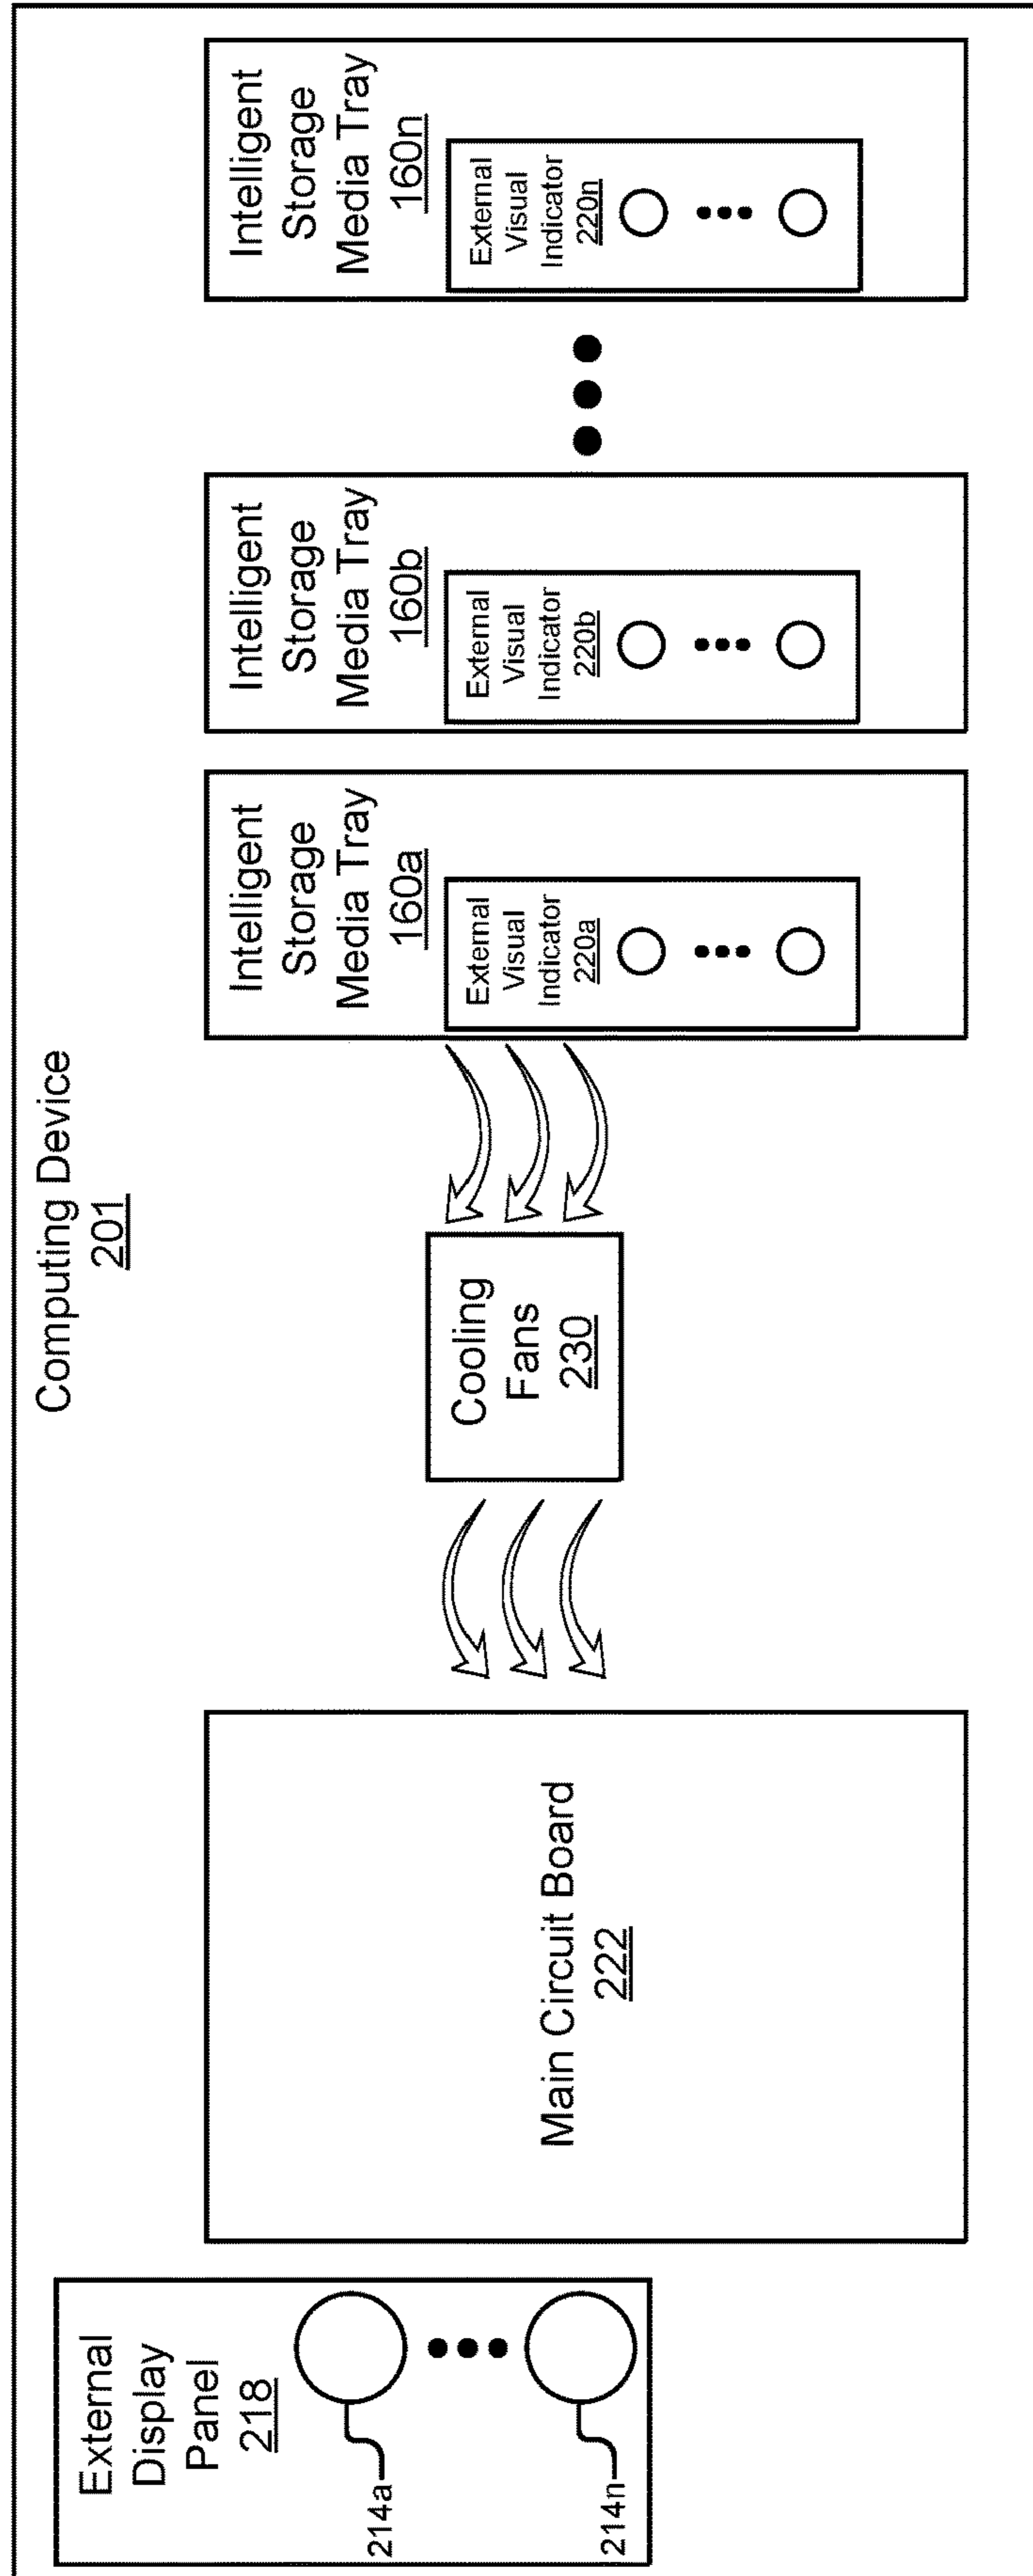 Computing Device
201
External
Display
Panel
218
214a
214n
Main Circuit Board
222
Cooling
Fans
230
Intelligent
Storage
Media Tray
160a
External
Visual
Indicator
220a
Intelligent
Storage
Media Tray
160b
External
Visual
Indicator
220b
Intelligent
Storage
Media Tray
160n
External
Visual
Indicator
220n